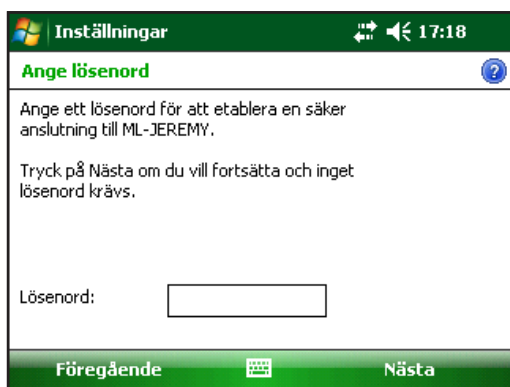 Inställningar 17:18
Ange lösenord ?
Ange ett lösenord för att etablera en säker
anslutning till ML-JEREMY.
Tryck på Nästa om du vill fortsätta och inget
lösenord krävs.
Lösenord:
Föregående Nästa